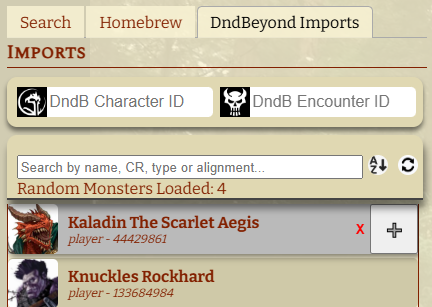 Search Homebrew DndBeyond Imports
Imports
DndB Character ID DndB Encounter ID
Search by name, CR, type or alignment...
Random Monsters Loaded: 4
Kaladin The Scarlet Aegis
player - 44429861
X
Knuckles Rockhard
player - 133684984